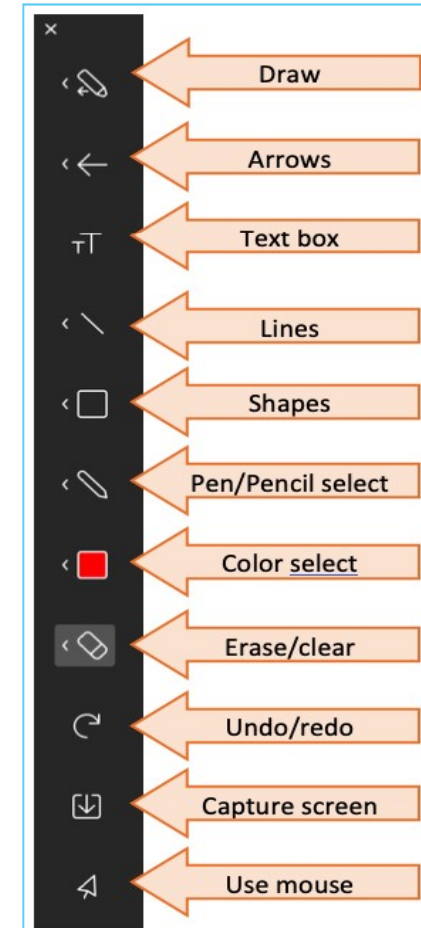 Draw
Arrows
TT
Text box
Lines
Shapes
Pen/Pencil select
Color select
Erase/clear
Undo/redo
Capture screen
Use mouse